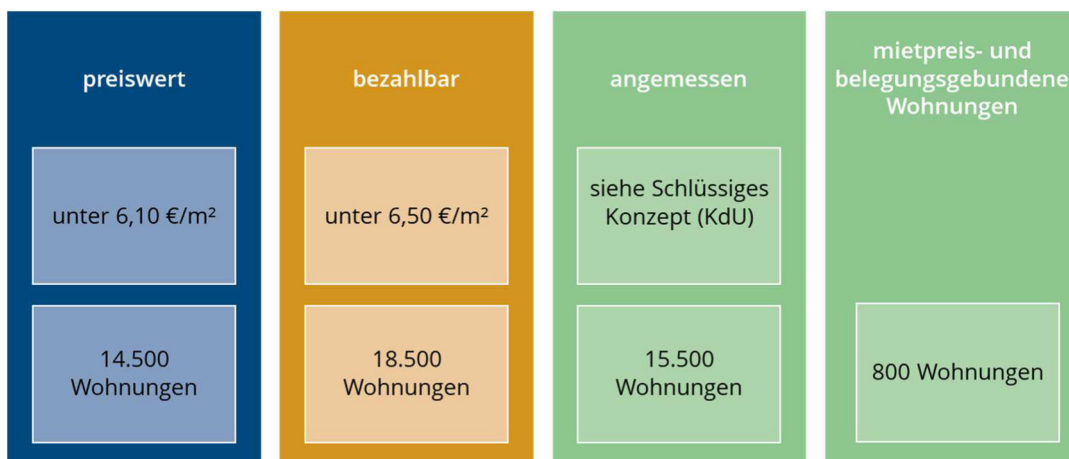 preiswert
unter 6,10 €/m²
14.500
Wohnungen
bezahlbar
unter 6,50 €/m²
18.500
Wohnungen
angemessen
siehe Schlüssiges
Konzept (KdU)
15.500
Wohnungen
mietpreis- und
belegungsgebundene
Wohnungen
800 Wohnungen